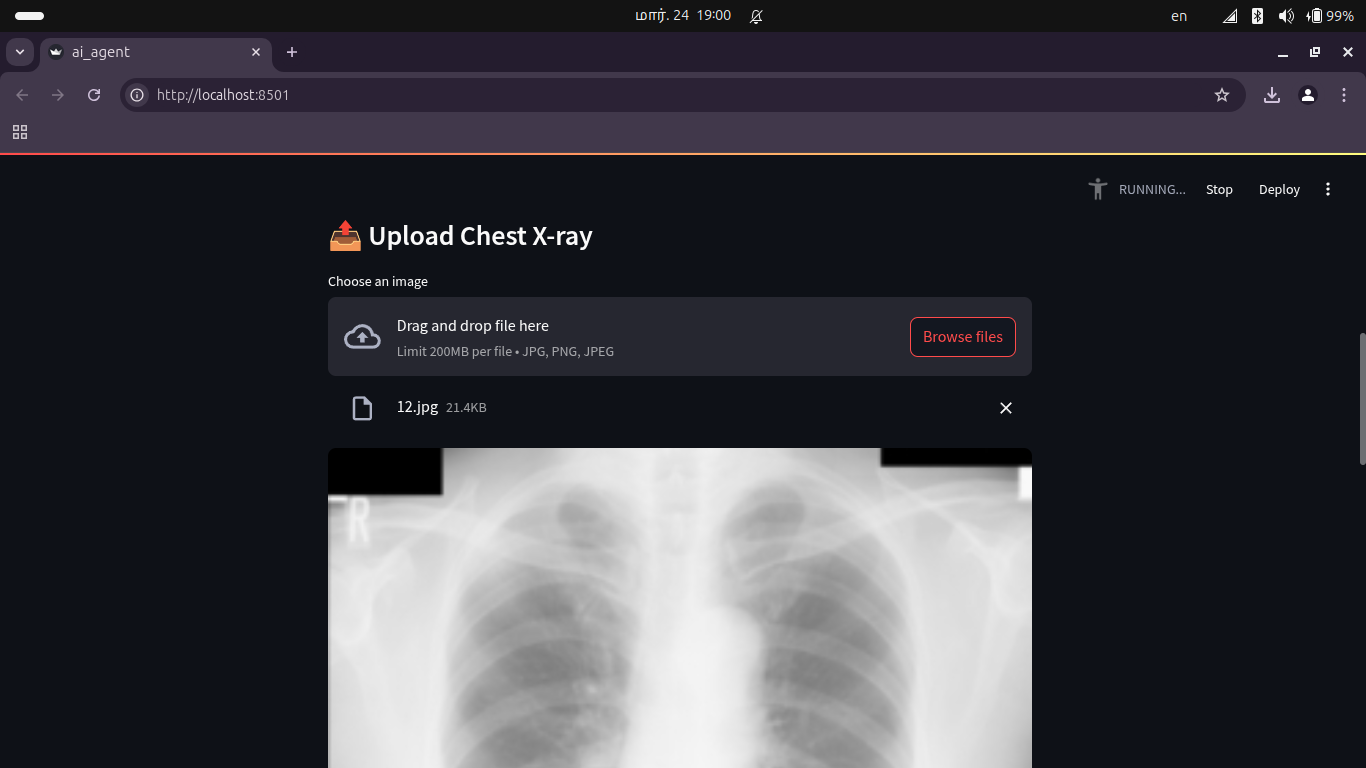 மார். 24 19:00
en
99%
ai_agent
http://localhost:8501
RUNNING...
Stop
Deploy
Upload Chest X-ray
Choose an image
Drag and drop file here
Limit 200MB per file • JPG, PNG, JPEG
Browse files
12.jpg 21.4KB
R